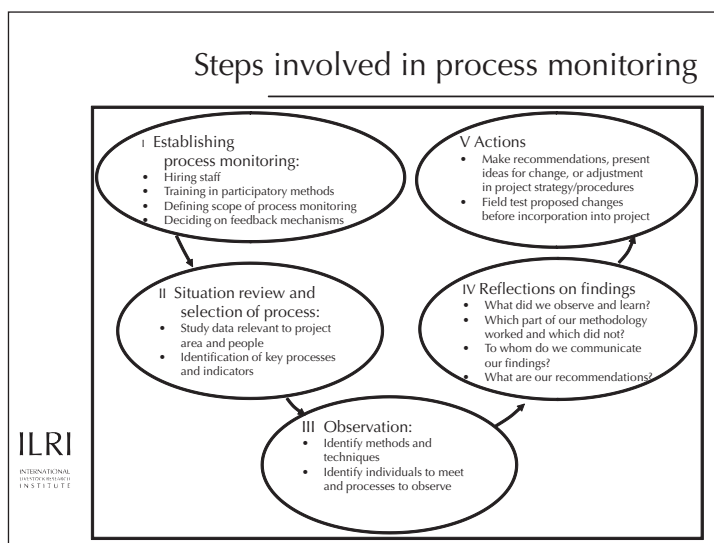 Steps involved in process monitoring
I Establishing
process monitoring:
• Hiring staff
• Training in participatory methods
• Defining scope of process monitoring
• Deciding on feedback mechanisms
II Situation review and
selection of process:
• Study data relevant to project
area and people
• Identification of key processes
and indicators
III Observation:
• Identify methods and
techniques
• Identify individuals to meet
and processes to observe
IV Reflections on findings
• What did we observe and learn?
• Which part of our methodology
worked and which did not?
• To whom do we communicate
our findings?
• What are our recommendations?
V Actions
• Make recommendations, present
ideas for change, or adjustment
in project strategy/procedures
• Field test proposed changes
before incorporation into project
ILRI
INTERNATIONAL
LIVESTOCK RESEARCH
INSTITUTE